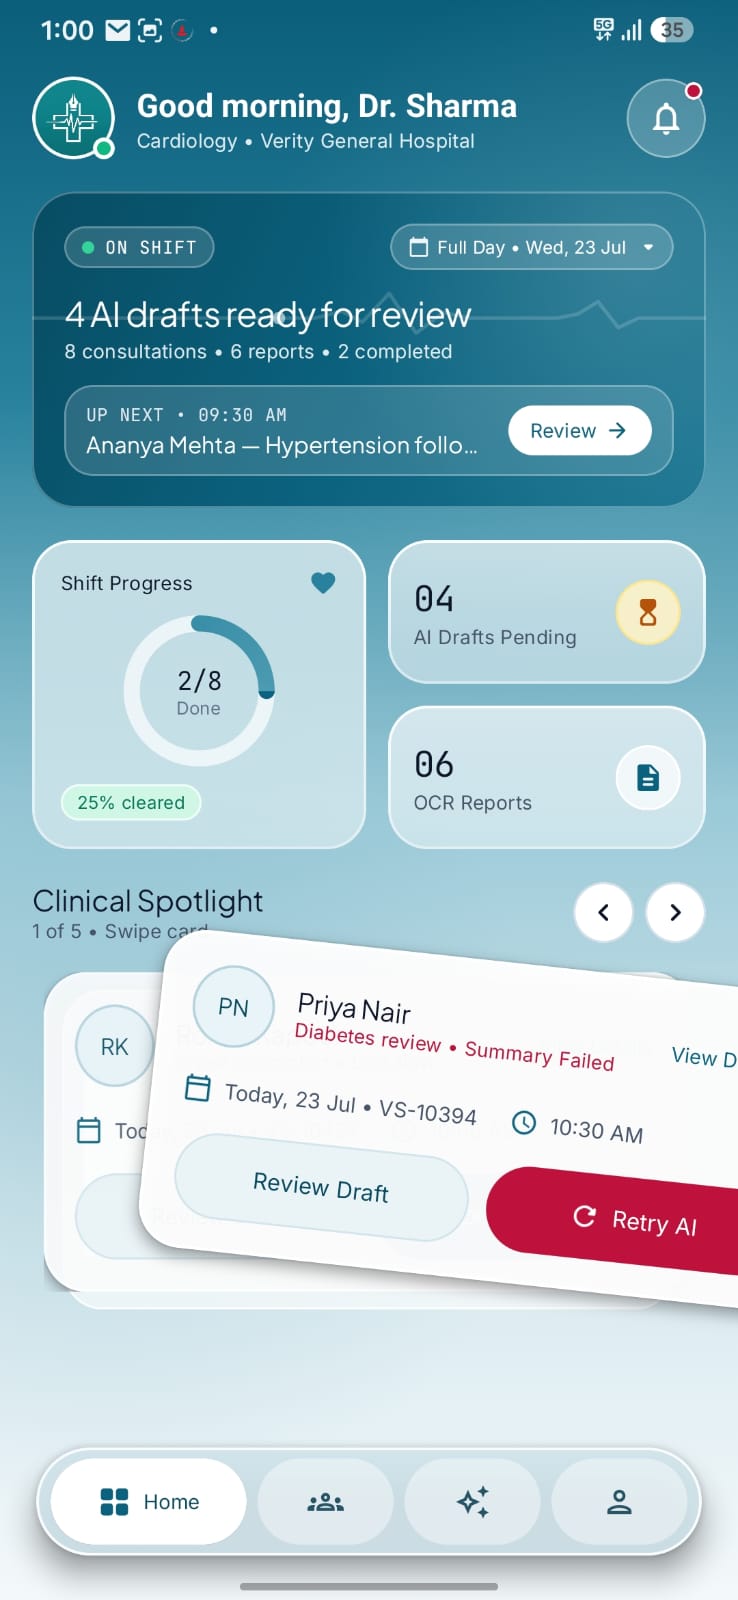 1:00
5G
35
Good morning, Dr. Sharma
Cardiology • Verity General Hospital
ON SHIFT
Full Day • Wed, 23 Jul
4 AI drafts ready for review
8 consultations • 6 reports • 2 completed
UP NEXT • 09:30 AM
Ananya Mehta — Hypertension follo...
Review
Shift Progress
2/8
Done
25% cleared
04
AI Drafts Pending
06
OCR Reports
Clinical Spotlight
1 of 5 • Swipe card
PN
Priya Nair
Diabetes review • Summary Failed
View D
RK
Today, 23 Jul • VS-10394
10:30 AM
Tod
Review Draft
Retry AI
Home